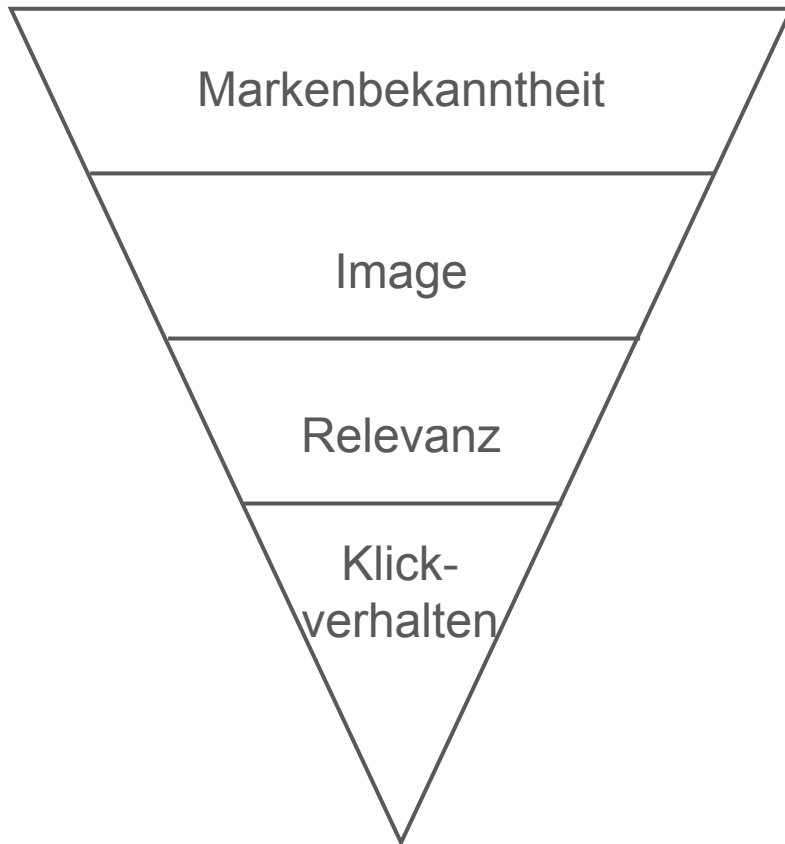 Markenbekanntheit
Image
Relevanz
Klick-
verhalten